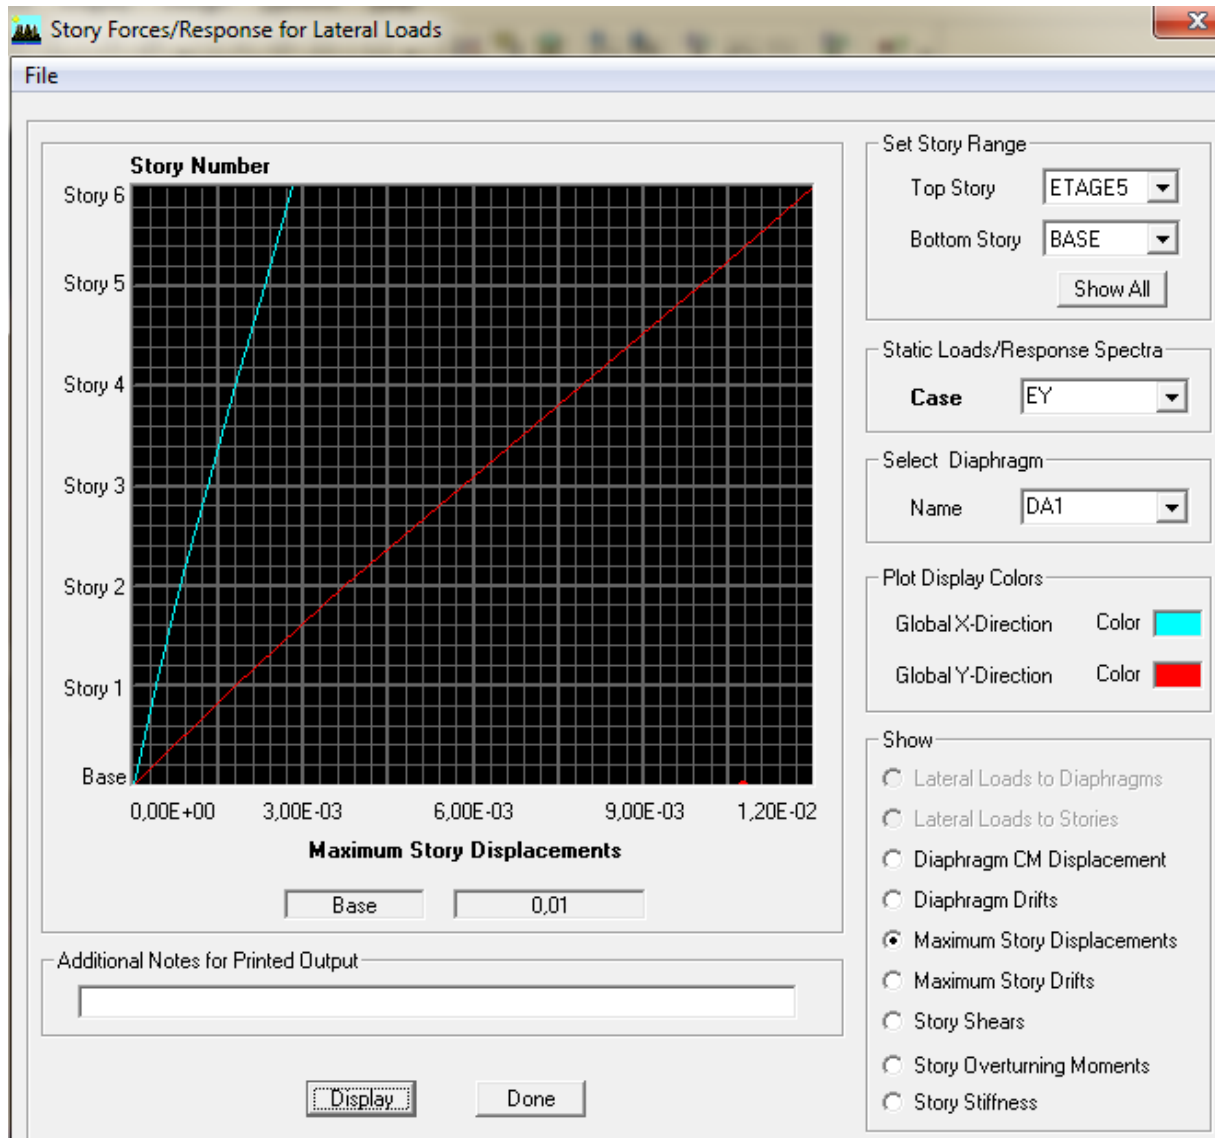 Story Forces/Response for Lateral Loads
File
Story Number
Story 6
Story 5
Story 4
Story 3
Story 2
Story 1
Base
0,00E+00 3,00E-03 6,00E-03 9,00E-03 1,20E-02
Maximum Story Displacements
Base 0,01
Additional Notes for Printed Output
Display Done
Set Story Range
Top Story ETAGE5
Bottom Story BASE
Show All
Static Loads/Response Spectra
Case EY
Select Diaphragm
Name DA1
Plot Display Colors
Global X-Direction Color
Global Y-Direction Color
Show
Lateral Loads to Diaphragms
Lateral Loads to Stories
Diaphragm CM Displacement
Diaphragm Drifts
Maximum Story Displacements
Maximum Story Drifts
Story Shears
Story Overturning Moments
Story Stiffness